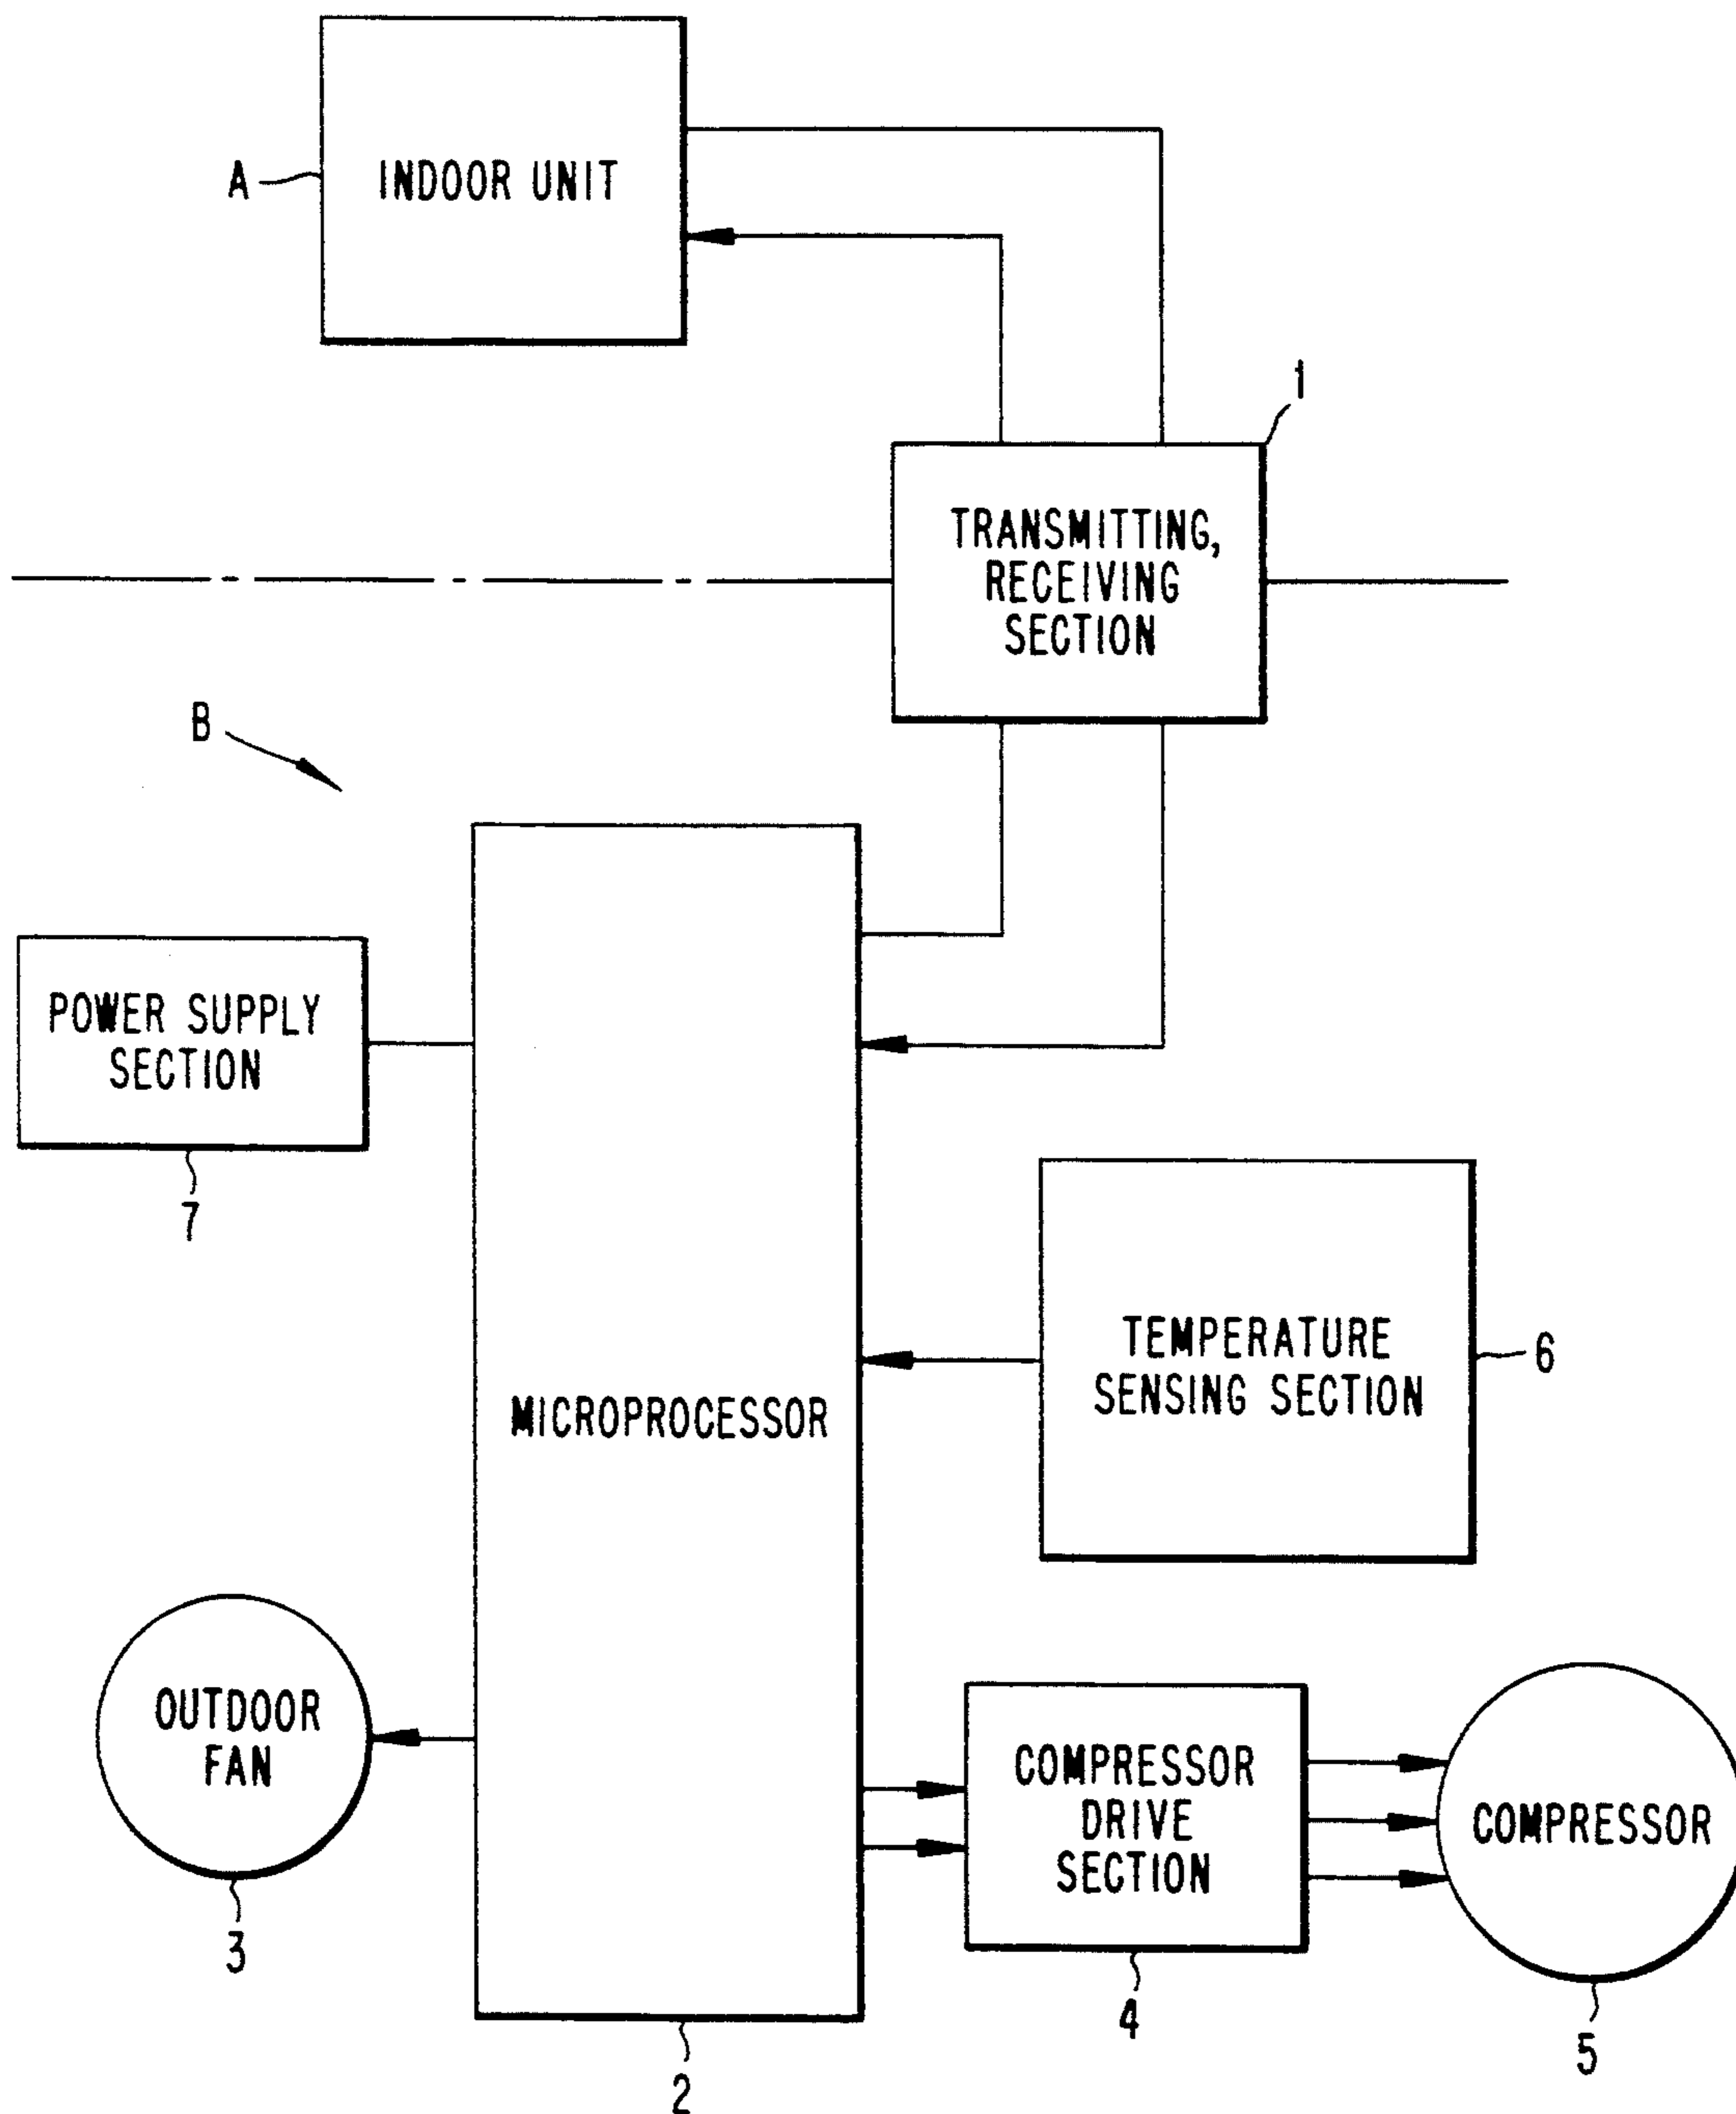 A
INDOOR UNIT
1
TRANSMITTING,
RECEIVING
SECTION
B
POWER SUPPLY
SECTION
7
MICROPROCESSOR
TEMPERATURE
SENSING SECTION
6
OUTDOOR
FAN
3
COMPRESSOR
DRIVE
SECTION
4
COMPRESSOR
5
2